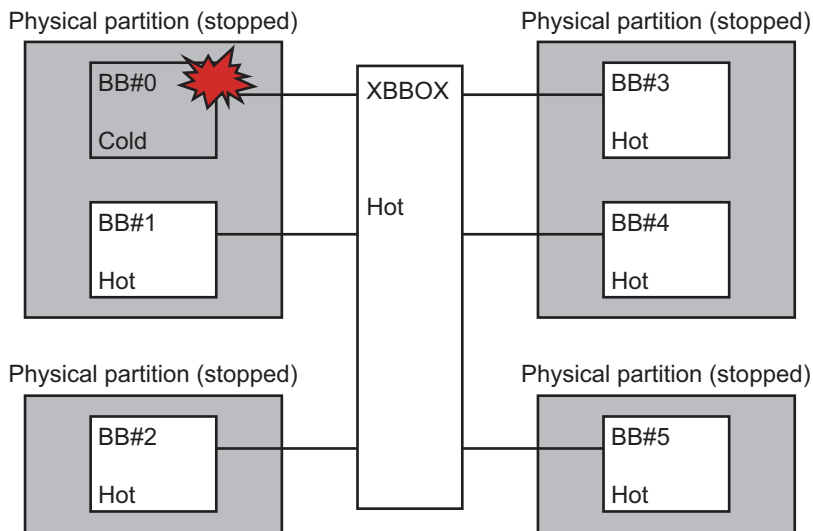 Physical partition (stopped)
BB#0
Cold
BB#1
Hot
Physical partition (stopped)
BB#2
Hot
XBBOX
Hot
Physical partition (stopped)
BB#3
Hot
BB#4
Hot
Physical partition (stopped)
BB#5
Hot